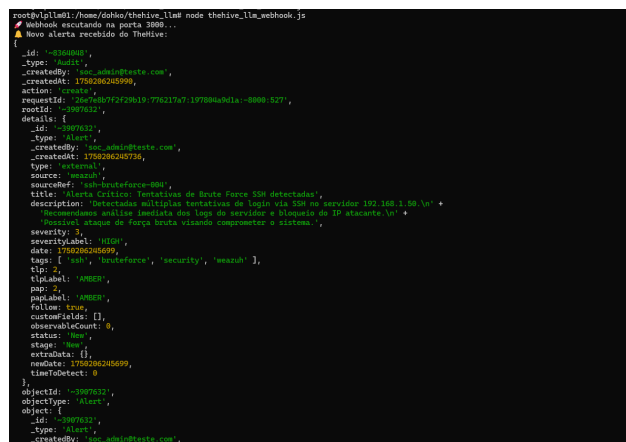 root@vlpllm01:/home/dohko/thehive_llm# node thehive_llm_webhook.js
🚀 Webhook escutando na porta 3000...
🔔 Novo alerta recebido do TheHive:
{
  _id: '~8364048',
  _type: 'Audit',
  _createdBy: 'soc_admin@teste.com',
  _createdAt: 1750206245990,
  action: 'create',
  requestId: '26e7e0b7f2f29b19:776217a7:197804a9d1a:-8000:527',
  rootId: '~3907632',
  details: {
    _id: '~3907632',
    _type: 'Alert',
    _createdBy: 'soc_admin@teste.com',
    _createdAt: 1750206245736,
    type: 'external',
    source: 'weazuh',
    sourceRef: 'ssh-bruteforce-004',
    title: 'Alerta Crítico: Tentativas de Brute Force SSH detectadas',
    description: 'Detectadas múltiplas tentativas de login via SSH no servidor 192.168.1.50.\n' +
      'Recomendamos análise imediata dos logs do servidor e bloqueio do IP atacante.\n' +
      'Possível ataque de força bruta visando comprometer o sistema.',
    severity: 3,
    severityLabel: 'HIGH',
    date: 1750206245699,
    tags: [ 'ssh', 'bruteforce', 'security', 'weazuh' ],
    tlp: 2,
    tlpLabel: 'AMBER',
    pap: 2,
    papLabel: 'AMBER',
    follow: true,
    customFields: [],
    observableCount: 0,
    status: 'New',
    stage: 'New',
    extraData: {},
    newDate: 1750206245699,
    timeToDetect: 0
  },
  objectId: '~3907632',
  objectType: 'Alert',
  object: {
    _id: '~3907632',
    _type: 'Alert',
    _createdBy: 'soc_admin@teste.com',